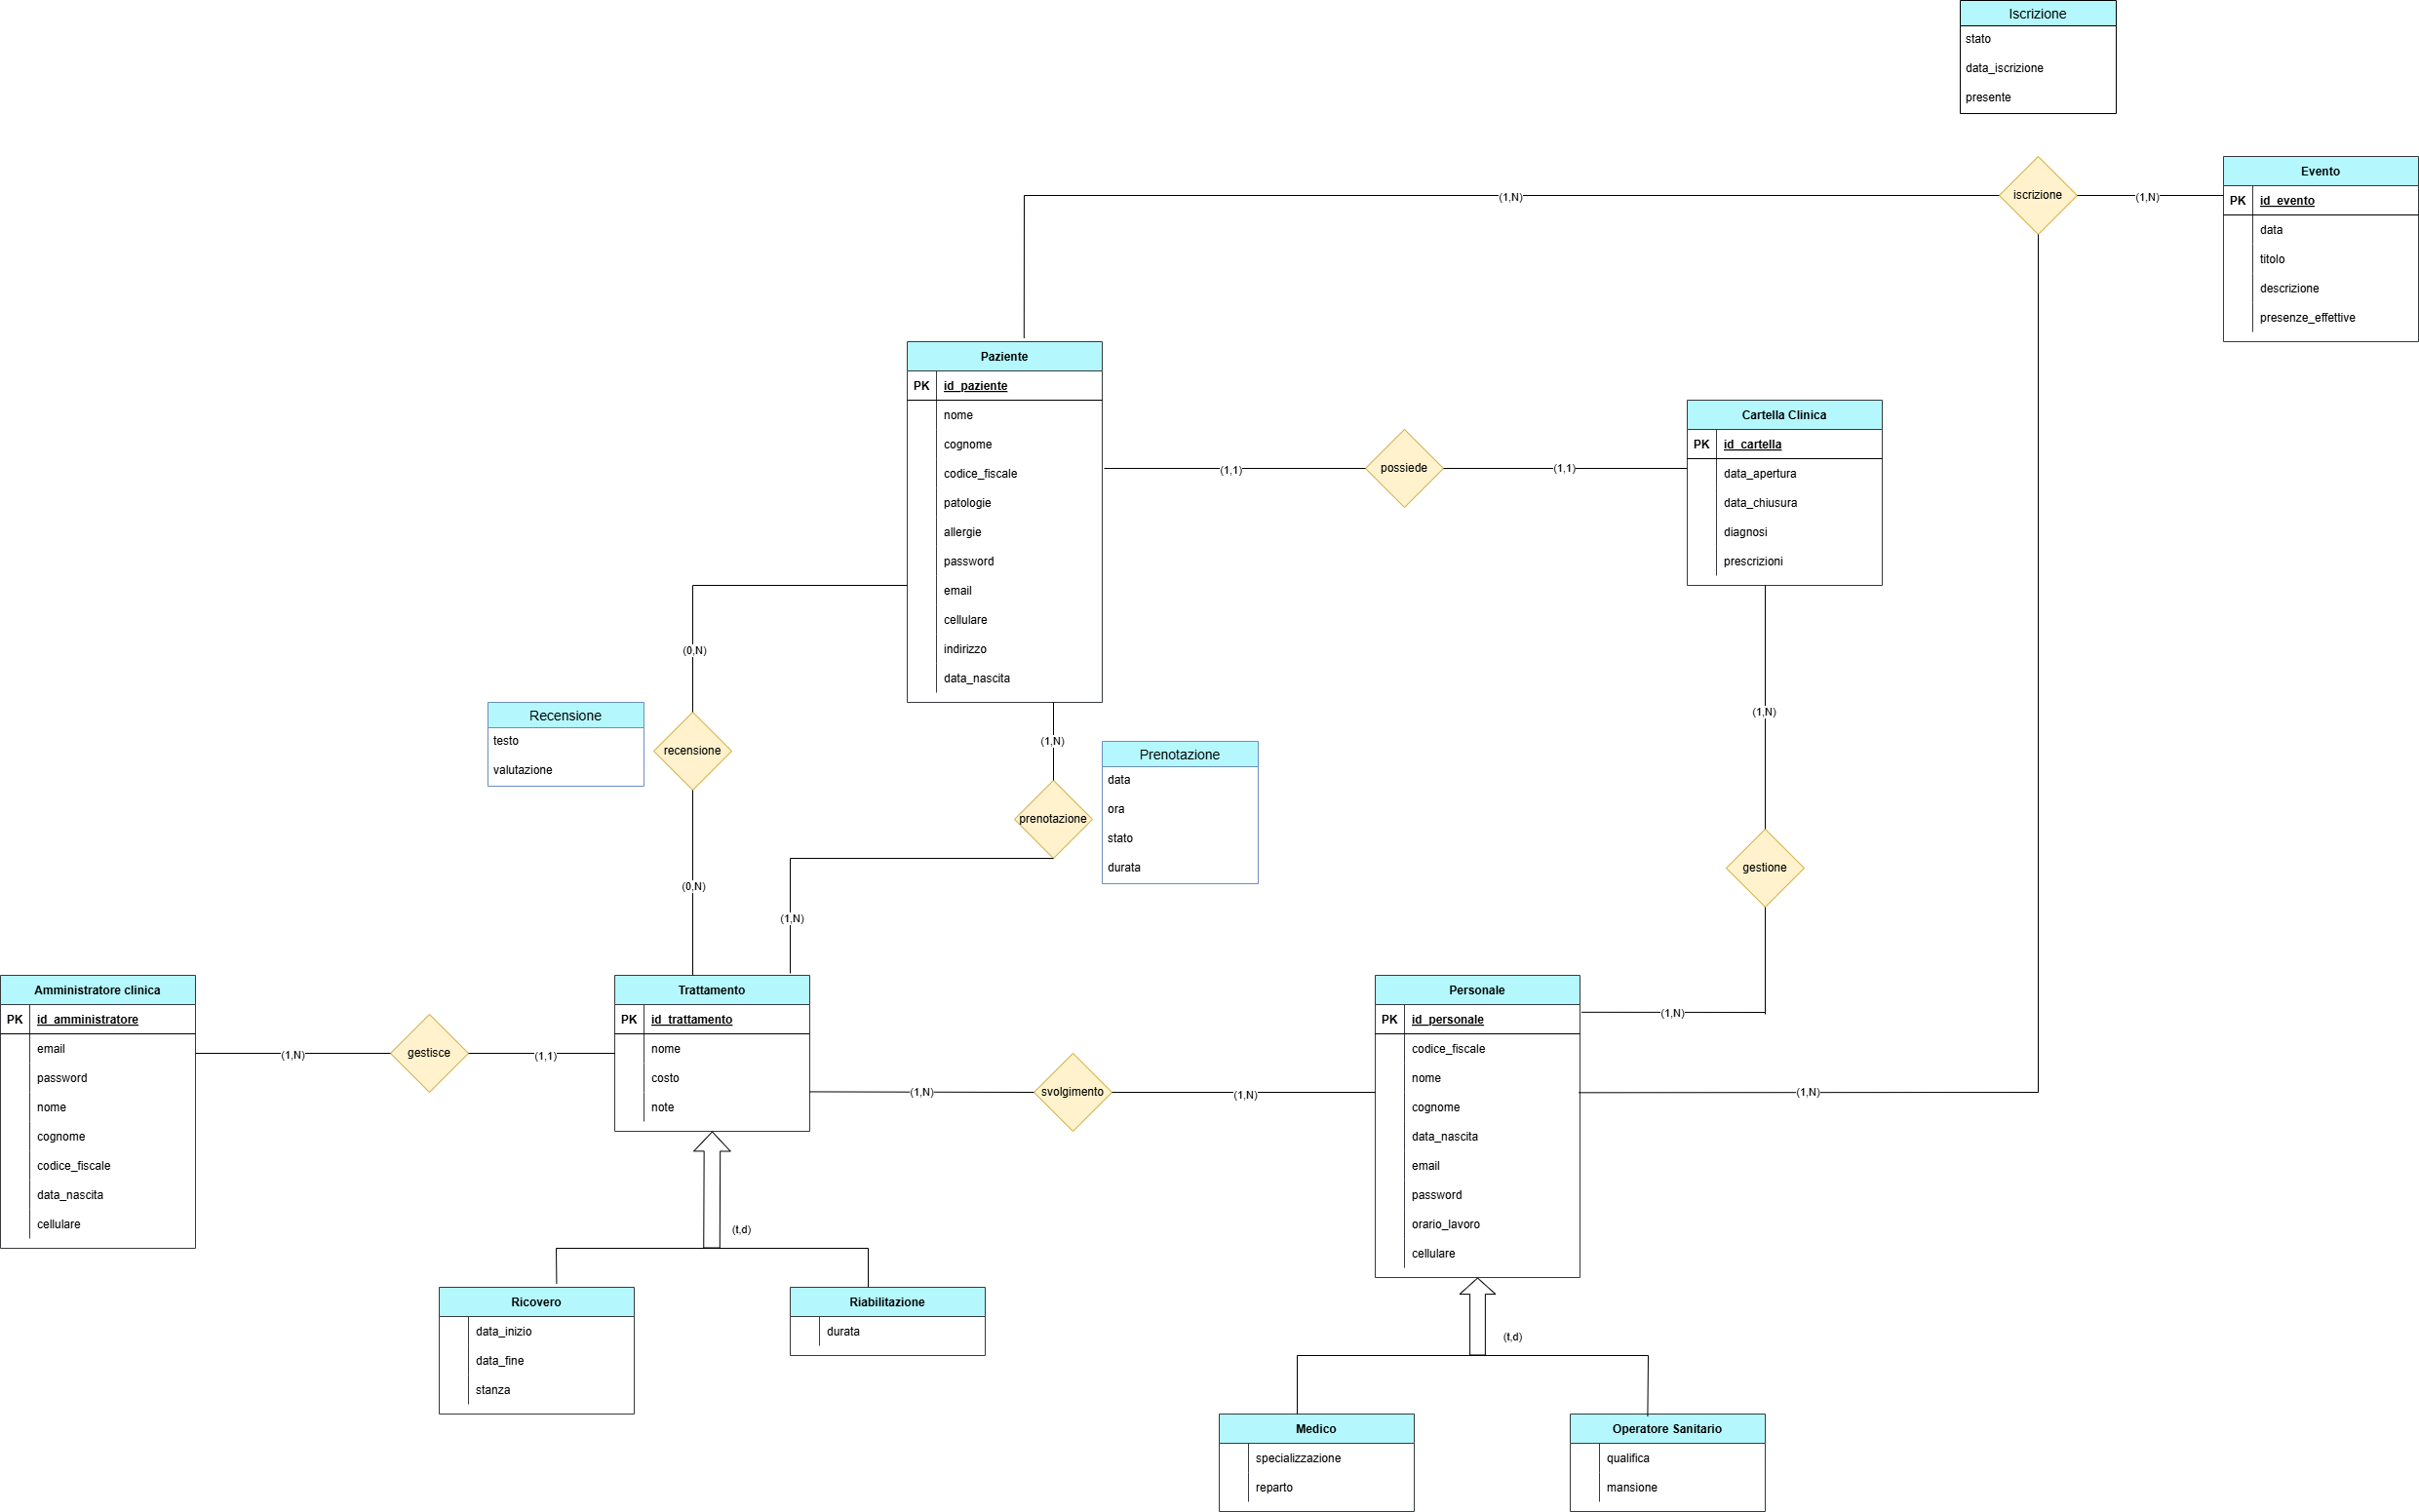 Iscrizione
stato
data_iscrizione
presente
iscrizione
(1,N)
(1,N)
Evento
PK id_evento
data
titolo
descrizione
presenze_effettive
Paziente
PK id_paziente
nome
cognome
codice_fiscale
patologie
allergie
password
email
cellulare
indirizzo
data_nascita
(1,1)
possiede
(1,1)
Cartella Clinica
PK id_cartella
data_apertura
data_chiusura
diagnosi
prescrizioni
(0,N)
Recensione
testo
valutazione
recensione
(0,N)
(1,N)
prenotazione
Prenotazione
data
ora
stato
durata
(1,N)
(1,N)
gestione
(1,N)
Amministratore clinica
PK id_amministratore
email
password
nome
cognome
codice_fiscale
data_nascita
cellulare
(1,N)
gestisce
(1,1)
Trattamento
PK id_trattamento
nome
costo
note
(1,N)
svolgimento
(1,N)
Personale
PK id_personale
codice_fiscale
nome
cognome
data_nascita
email
password
orario_lavoro
cellulare
(1,N)
(t,d)
Ricovero
data_inizio
data_fine
stanza
Riabilitazione
durata
(t,d)
Medico
specializzazione
reparto
Operatore Sanitario
qualifica
mansione